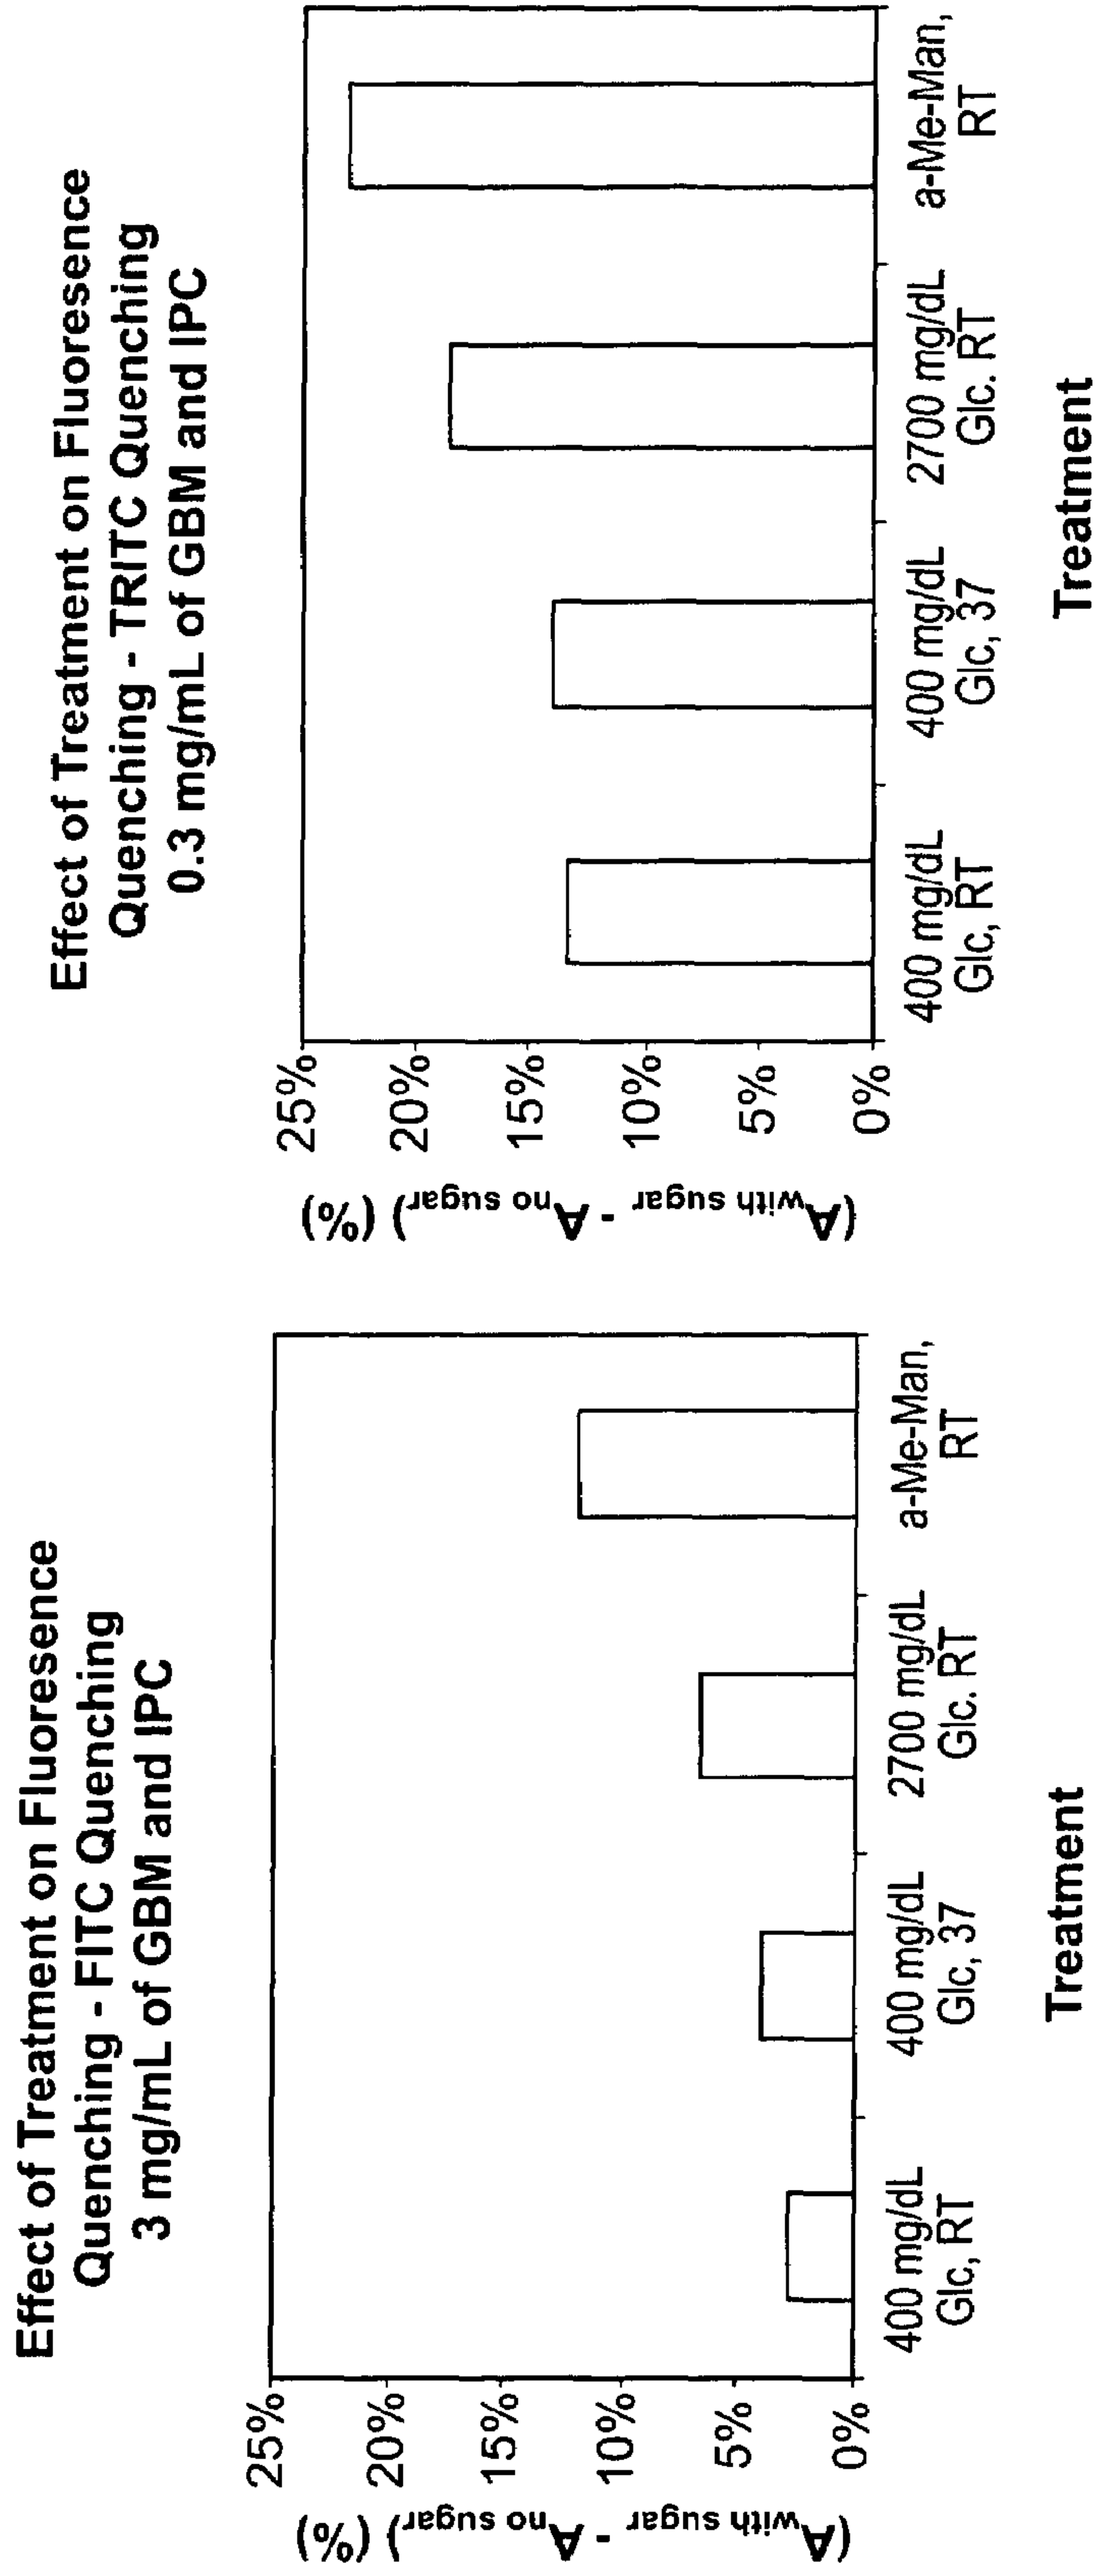 Effect of Treatment on Fluoresence
Quenching - FITC Quenching
3 mg/mL of GBM and IPC
(Awith sugar - Ano sugar) (%)
25%
20%
15%
10%
5%
0%
400 mg/dL
Glc, RT
400 mg/dL
Glc, 37
2700 mg/dL
Glc. RT
a-Me-Man,
RT
Treatment
Effect of Treatment on Fluoresence
Quenching - TRITC Quenching
0.3 mg/mL of GBM and IPC
(Awith sugar - Ano sugar) (%)
25%
20%
15%
10%
5%
0%
400 mg/dL
Glc, RT
400 mg/dL
Glc, 37
2700 mg/dL
Glc. RT
a-Me-Man,
RT
Treatment